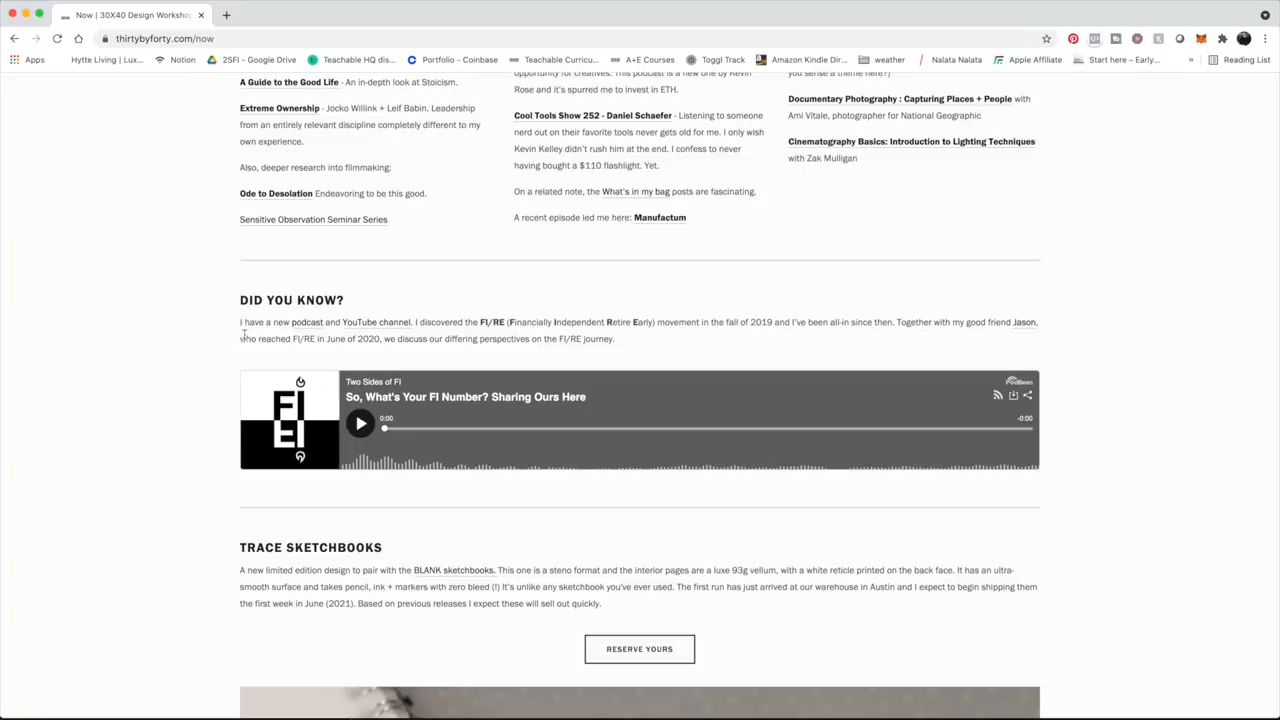 Now | 30X40 Design Workshop
thirtybyforty.com/now
Apps
Hytte Living | Lux...
Notion
2SFI - Google Drive
Teachable HQ dis...
Portfolio - Coinbase
Teachable Curricu...
A+E Courses
Toggl Track
Amazon Kindle Dir...
weather
Nalata Nalata
Apple Affiliate
Start here – Early...
»
Reading List
A Guide to the Good Life - An in-depth look at Stoicism.
Extreme Ownership - Jocko Willink + Leif Babin. Leadership
from an entirely relevant discipline completely different to my
own experience.
Also, deeper research into filmmaking:
Ode to Desolation Endeavoring to be this good.
Sensitive Observation Seminar Series
opportunity for creatives. This podcast is a new one by Kevin
Rose and it's spurred me to invest in ETH.
Cool Tools Show 252 - Daniel Schaefer - Listening to someone
nerd out on their favorite tools never gets old for me. I only wish
Kevin Kelley didn't rush him at the end. I confess to never
having bought a $110 flashlight. Yet.
On a related note, the What's in my bag posts are fascinating.
A recent episode led me here: Manufactum
you sense a theme here?)
Documentary Photography : Capturing Places + People with
Ami Vitale, photographer for National Geographic
Cinematography Basics: Introduction to Lighting Techniques
with Zak Mulligan
DID YOU KNOW?
I have a new podcast and YouTube channel. I discovered the FI/RE (Financially Independent Retire Early) movement in the fall of 2019 and I've been all-in since then. Together with my good friend Jason,
who reached FI/RE in June of 2020, we discuss our differing perspectives on the FI/RE journey.
FI
EI
Two Sides of FI
So, What's Your FI Number? Sharing Ours Here
PodBean
0:00
-0:00
TRACE SKETCHBOOKS
A new limited edition design to pair with the BLANK sketchbooks. This one is a steno format and the interior pages are a luxe 93g vellum, with a white reticle printed on the back face. It has an ultra-
smooth surface and takes pencil, ink + markers with zero bleed (!) It's unlike any sketchbook you've ever used. The first run has just arrived at our warehouse in Austin and I expect to begin shipping them
the first week in June (2021). Based on previous releases I expect these will sell out quickly.
RESERVE YOURS